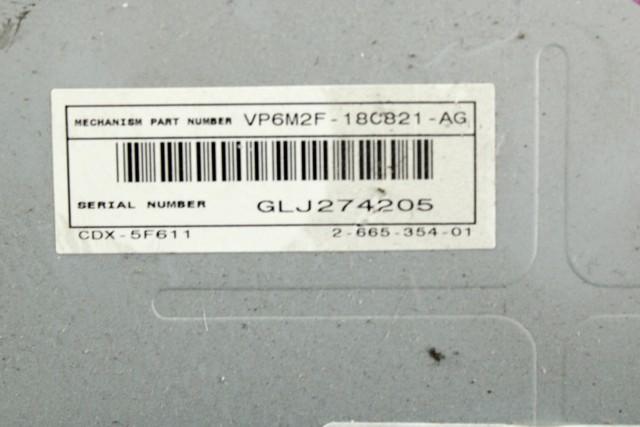 MECHANISM PART NUMBER VP6M2F-18C821-AG
SERIAL NUMBER GLJ274205
CDX-5F611 2-665-354-01